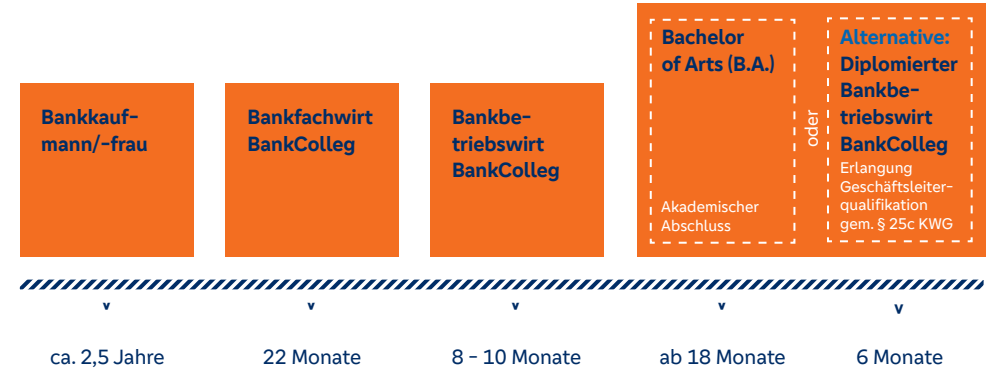 Bankkauf-
mann/-frau
Bankfachwirt
BankColleg
Bankbe-
triebswirt
BankColleg
Bachelor
of Arts (B.A.)
Akademischer
Abschluss
oder
Alternative:
Diplomierter
Bankbe-
triebswirt
BankColleg
Erlangung
Geschäftsleiter-
qualifikation
gem. § 25c KWG
ca. 2,5 Jahre
22 Monate
8 - 10 Monate
ab 18 Monate
6 Monate